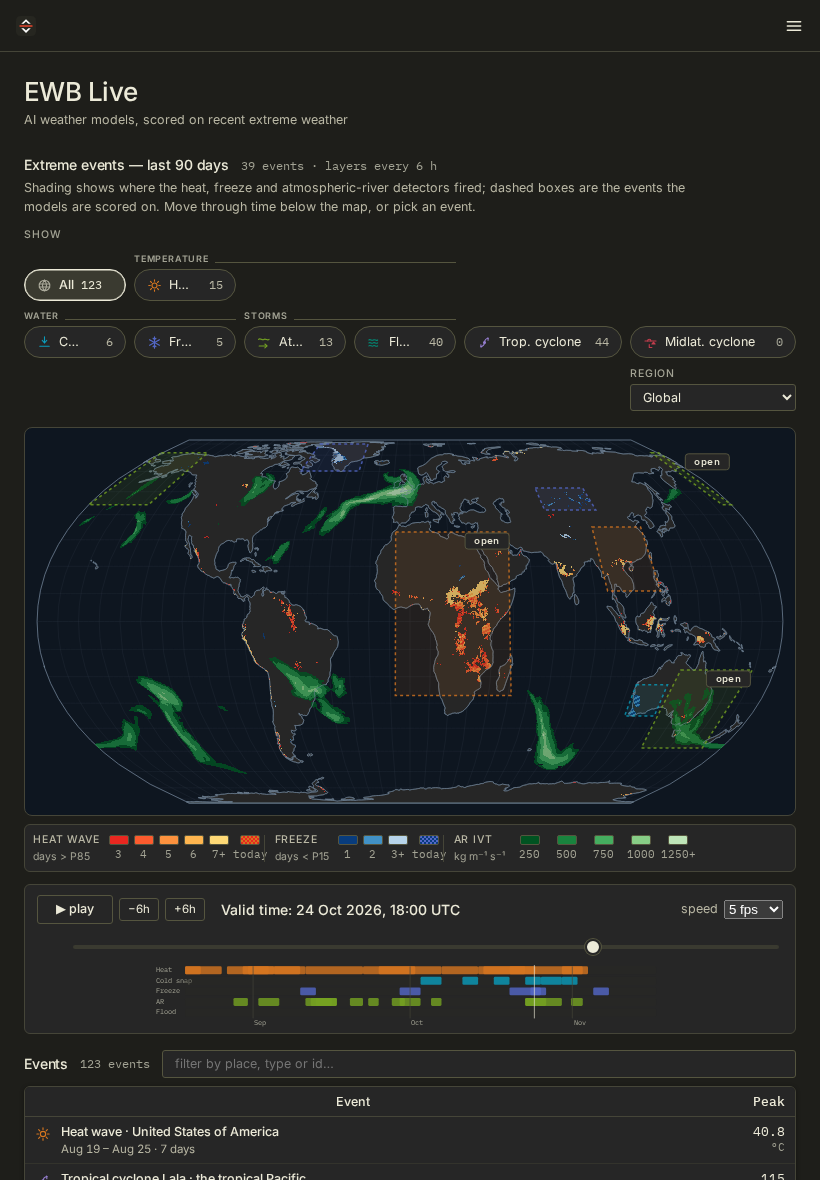 EWB Live
AI weather models, scored on recent extreme weather
Extreme events — last 90 days 39 events · layers every 6 h
Shading shows where the heat, freeze and atmospheric-river detectors fired; dashed boxes are the events the
models are scored on. Move through time below the map, or pick an event.
SHOW
TEMPERATURE
All 123 H... 15
WATER STORMS
C... 6 Fr... 5 At... 13 Fl... 40 Trop. cyclone 44 Midlat. cyclone 0
REGION
Global
open
open
open
HEAT WAVE FREEZE AR IVT
days > P85 3 4 5 6 7+ today days < P15 1 2 3+ today kg m⁻¹ s⁻¹ 250 500 750 1000 1250+
▶ play −6h +6h Valid time: 24 Oct 2026, 18:00 UTC speed 5 fps
Heat
Cold snap
Freeze
AR
Flood
Sep Oct Nov
Events 123 events filter by place, type or id...
Event Peak
Heat wave · United States of America 40.8
Aug 19 – Aug 25 · 7 days °C
Tropical cyclone Lala · the tropical Pacific 115